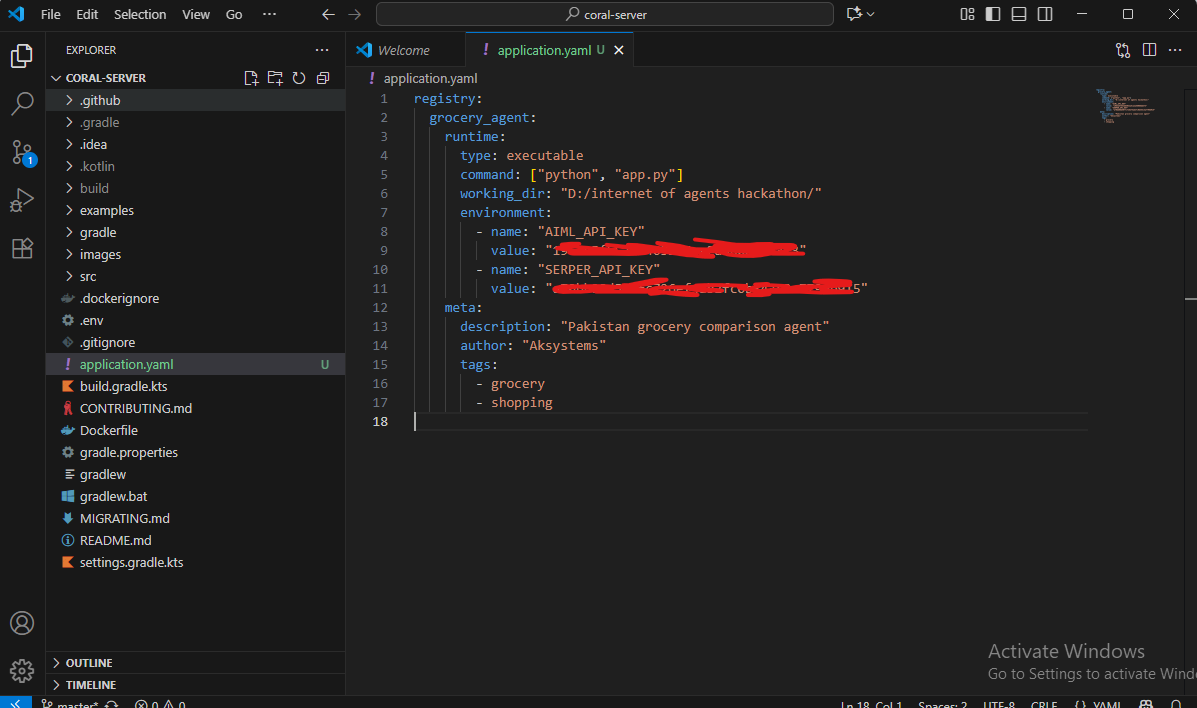 File Edit Selection View Go ··· coral-server
EXPLORER ···
CORAL-SERVER
.github
.gradle
.idea
.kotlin
build
examples
gradle
images
src
.dockerignore
.env
.gitignore
application.yaml U
build.gradle.kts
CONTRIBUTING.md
Dockerfile
gradle.properties
gradlew
gradlew.bat
MIGRATING.md
README.md
settings.gradle.kts
OUTLINE
TIMELINE
1
Welcome
! application.yaml U
! application.yaml
1 registry:
2 grocery_agent:
3 runtime:
4 type: executable
5 command: ["python", "app.py"]
6 working_dir: "D:/internet of agents hackathon/"
7 environment:
8 - name: "AIML_API_KEY"
9 value: "
10 - name: "SERPER_API_KEY"
11 value: "
12 meta:
13 description: "Pakistan grocery comparison agent"
14 author: "Aksystems"
15 tags:
16 - grocery
17 - shopping
18
Activate Windows
Go to Settings to activate Wind
master* 0 0 Ln 18, Col 1 Spaces: 2 UTF-8 CRLF {} YAML